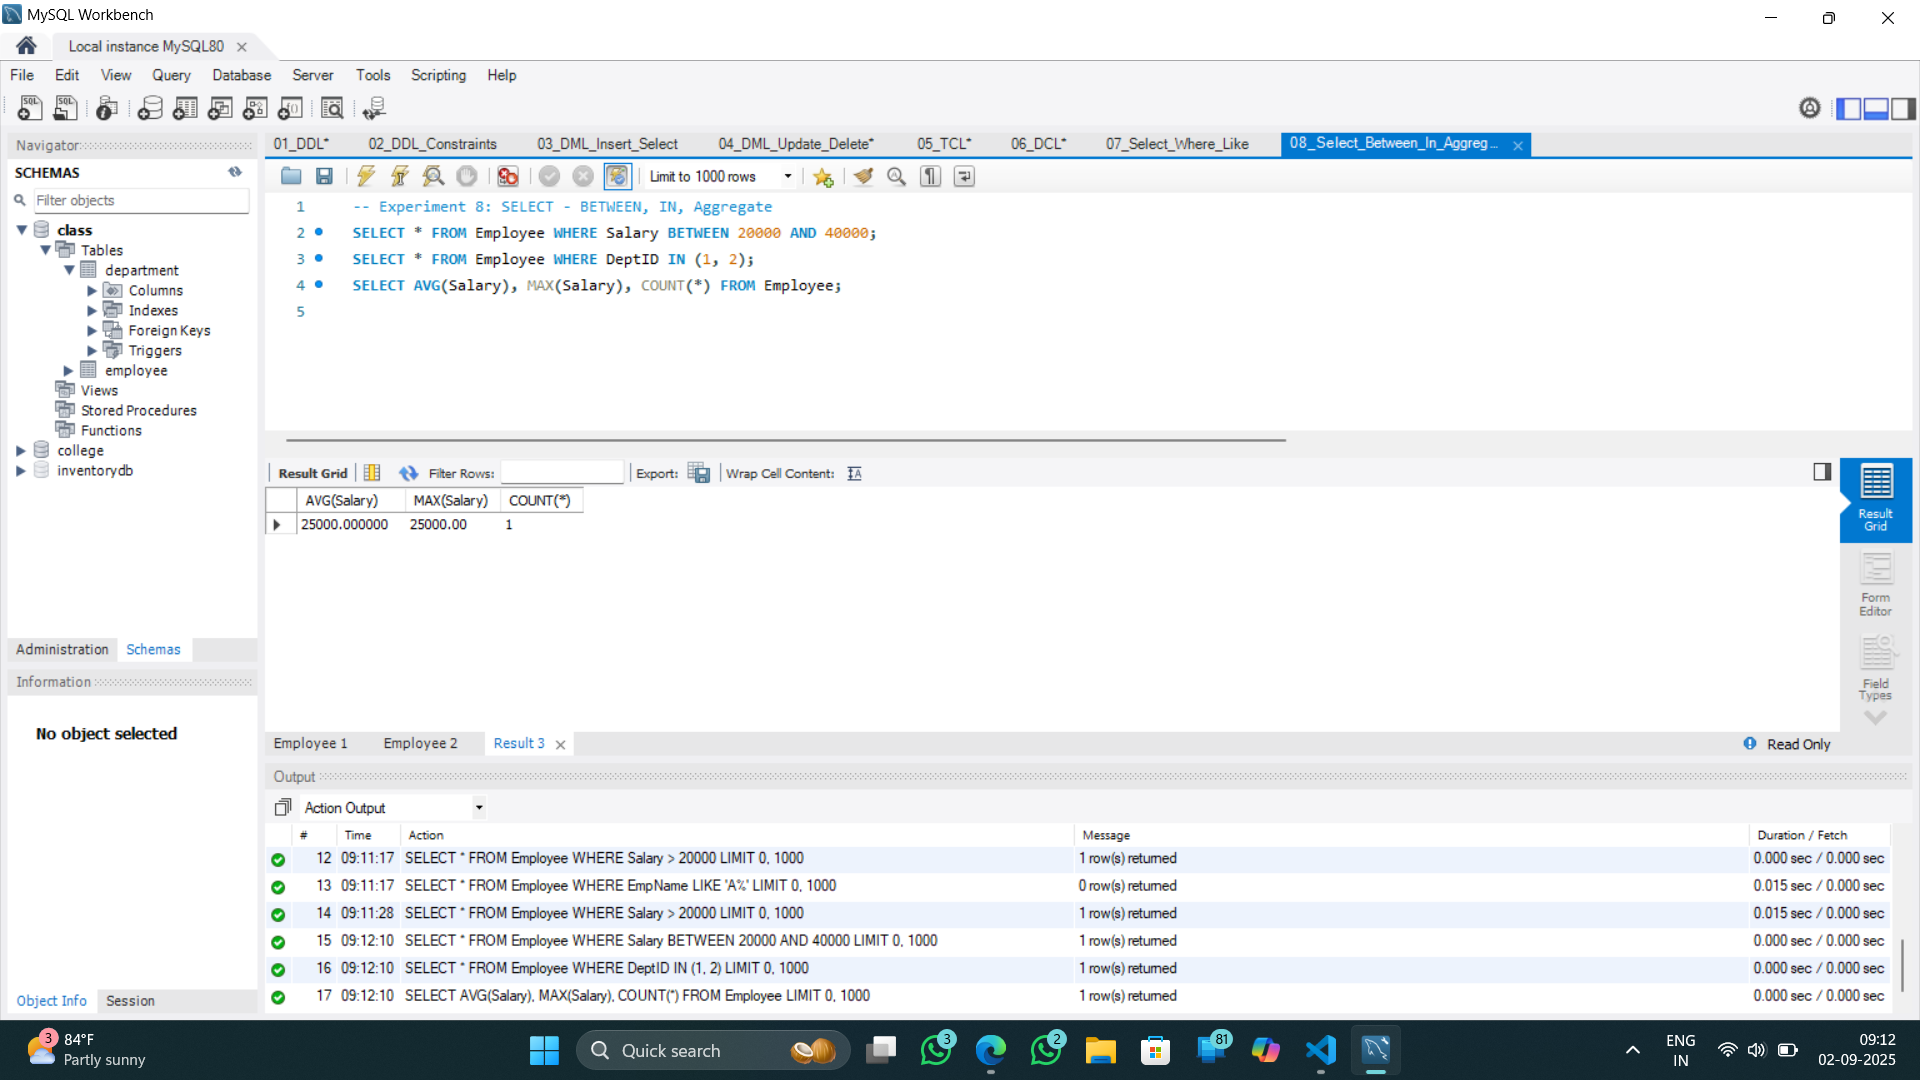 MySQL Workbench
Local instance MySQL80
File Edit View Query Database Server Tools Scripting Help
Navigator
SCHEMAS
Filter objects
class
Tables
department
Columns
Indexes
Foreign Keys
Triggers
employee
Views
Stored Procedures
Functions
college
inventorydb
Administration Schemas
Information
No object selected
Object Info Session
01_DDL* 02_DDL_Constraints 03_DML_Insert_Select 04_DML_Update_Delete* 05_TCL* 06_DCL* 07_Select_Where_Like 08_Select_Between_In_Aggreg...
Limit to 1000 rows
1 -- Experiment 8: SELECT - BETWEEN, IN, Aggregate
2 SELECT * FROM Employee WHERE Salary BETWEEN 20000 AND 40000;
3 SELECT * FROM Employee WHERE DeptID IN (1, 2);
4 SELECT AVG(Salary), MAX(Salary), COUNT(*) FROM Employee;
5
Result Grid Filter Rows: Export: Wrap Cell Content:
AVG(Salary) MAX(Salary) COUNT(*)
25000.000000 25000.00 1
Result
Grid
Form
Editor
Field
Types
Employee 1 Employee 2 Result 3 Read Only
Output
Action Output
# Time Action Message Duration / Fetch
12 09:11:17 SELECT * FROM Employee WHERE Salary > 20000 LIMIT 0, 1000 1 row(s) returned 0.000 sec / 0.000 sec
13 09:11:17 SELECT * FROM Employee WHERE EmpName LIKE 'A%' LIMIT 0, 1000 0 row(s) returned 0.015 sec / 0.000 sec
14 09:11:28 SELECT * FROM Employee WHERE Salary > 20000 LIMIT 0, 1000 1 row(s) returned 0.015 sec / 0.000 sec
15 09:12:10 SELECT * FROM Employee WHERE Salary BETWEEN 20000 AND 40000 LIMIT 0, 1000 1 row(s) returned 0.000 sec / 0.000 sec
16 09:12:10 SELECT * FROM Employee WHERE DeptID IN (1, 2) LIMIT 0, 1000 1 row(s) returned 0.000 sec / 0.000 sec
17 09:12:10 SELECT AVG(Salary), MAX(Salary), COUNT(*) FROM Employee LIMIT 0, 1000 1 row(s) returned 0.000 sec / 0.000 sec
3 84°F
Partly sunny
Quick search
3 2 81
ENG
IN
09:12
02-09-2025